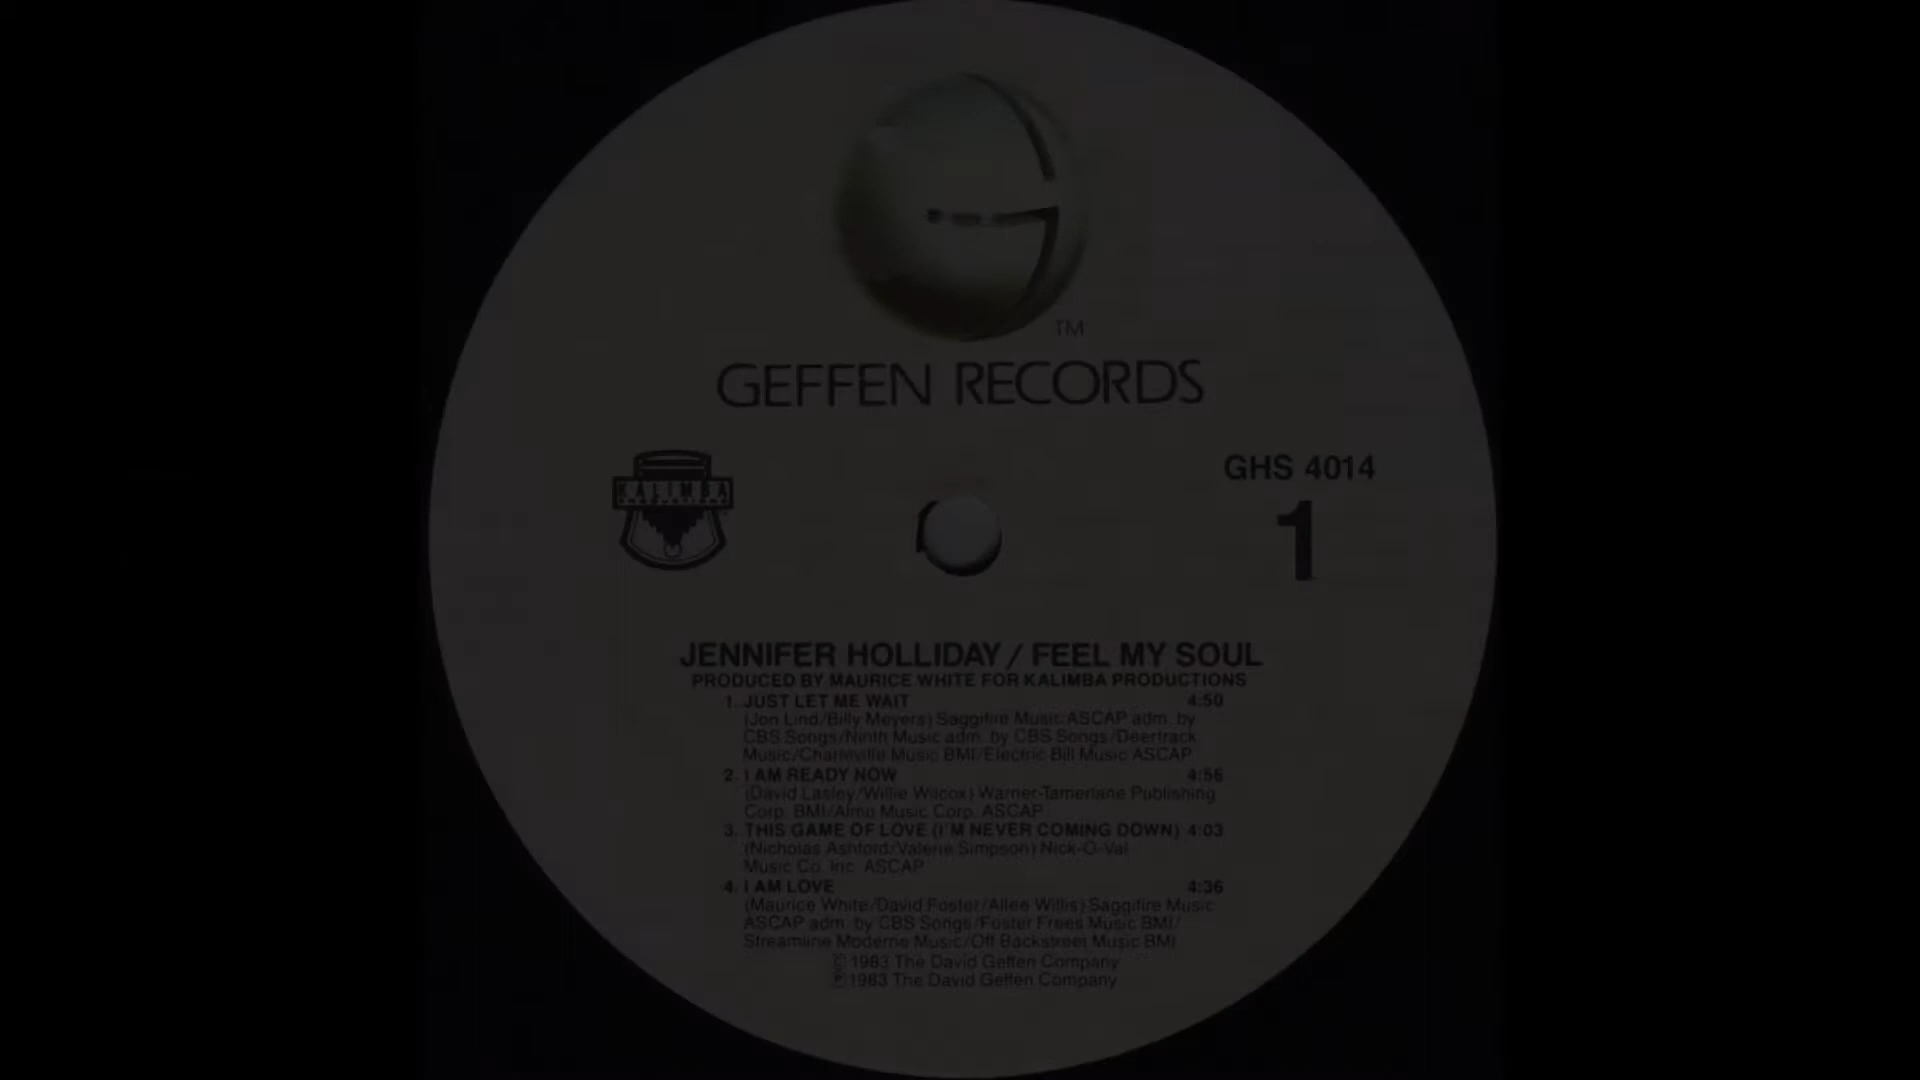 TM
GEFFEN RECORDS
KALIMBA
GHS 4014
1
JENNIFER HOLLIDAY / FEEL MY SOUL
PRODUCED BY MAURICE WHITE FOR KALIMBA PRODUCTIONS
1. JUST LET ME WAIT 4:50
(Jon Lind/Billy Meyers) Saggifire Music ASCAP adm. by
CBS Songs/Ninth Music adm. by CBS Songs/Deertrack
Music/Charleville Music BMI/Electric Bill Music ASCAP
2. I AM READY NOW 4:56
(David Lasley/Willie Wilcox) Warner-Tamerlane Publishing
Corp. BMI/Almo Music Corp. ASCAP
3. THIS GAME OF LOVE (I'M NEVER COMING DOWN) 4:03
(Nicholas Ashford/Valerie Simpson) Nick-O-Val
Music Co. Inc. ASCAP
4. I AM LOVE 4:36
(Maurice White/David Foster/Allee Willis) Saggifire Music
ASCAP adm. by CBS Songs/Foster Frees Music BMI/
Streamline Moderne Music/Off Backstreet Music BMI
© 1983 The David Geffen Company
℗ 1983 The David Geffen Company